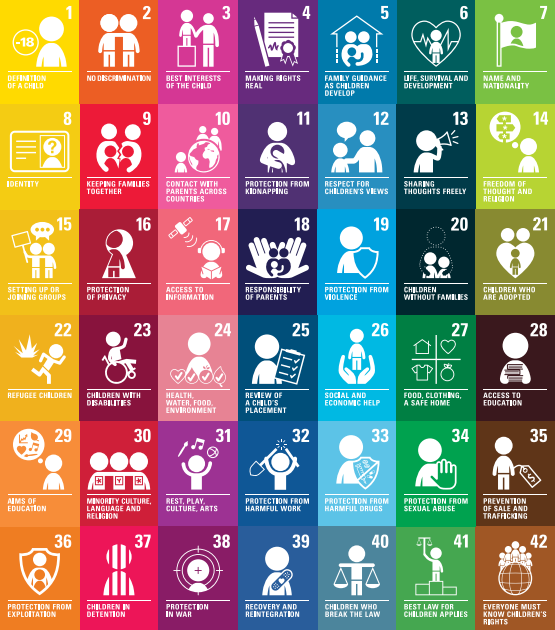 1
-18
DEFINITION
OF A CHILD
2
NO DISCRIMINATION
3
BEST INTERESTS
OF THE CHILD
4
MAKING RIGHTS
REAL
5
FAMILY GUIDANCE
AS CHILDREN
DEVELOP
6
LIFE, SURVIVAL AND
DEVELOPMENT
7
NAME AND
NATIONALITY
8
?
IDENTITY
9
KEEPING FAMILIES
TOGETHER
10
CONTACT WITH
PARENTS ACROSS
COUNTRIES
11
PROTECTION FROM
KIDNAPPING
12
RESPECT FOR
CHILDREN'S VIEWS
13
SHARING
THOUGHTS FREELY
14
FREEDOM OF
THOUGHT AND
RELIGION
15
SETTING UP OR
JOINING GROUPS
16
PROTECTION
OF PRIVACY
17
ACCESS TO
INFORMATION
18
RESPONSIBILITY
OF PARENTS
19
PROTECTION FROM
VIOLENCE
20
CHILDREN
WITHOUT FAMILIES
21
CHILDREN WHO
ARE ADOPTED
22
REFUGEE CHILDREN
23
CHILDREN WITH
DISABILITIES
24
HEALTH,
WATER, FOOD,
ENVIRONMENT
25
REVIEW OF
A CHILD'S
PLACEMENT
26
SOCIAL AND
ECONOMIC HELP
27
FOOD, CLOTHING,
A SAFE HOME
28
ACCESS TO
EDUCATION
29
AIMS OF
EDUCATION
30
MINORITY CULTURE,
LANGUAGE AND
RELIGION
31
REST, PLAY,
CULTURE, ARTS
32
PROTECTION FROM
HARMFUL WORK
33
PROTECTION FROM
HARMFUL DRUGS
34
PROTECTION FROM
SEXUAL ABUSE
35
PREVENTION
OF SALE AND
TRAFFICKING
36
PROTECTION FROM
EXPLOITATION
37
CHILDREN IN
DETENTION
38
PROTECTION
IN WAR
39
RECOVERY AND
REINTEGRATION
40
CHILDREN WHO
BREAK THE LAW
41
BEST LAW FOR
CHILDREN APPLIES
42
EVERYONE MUST
KNOW CHILDREN'S
RIGHTS